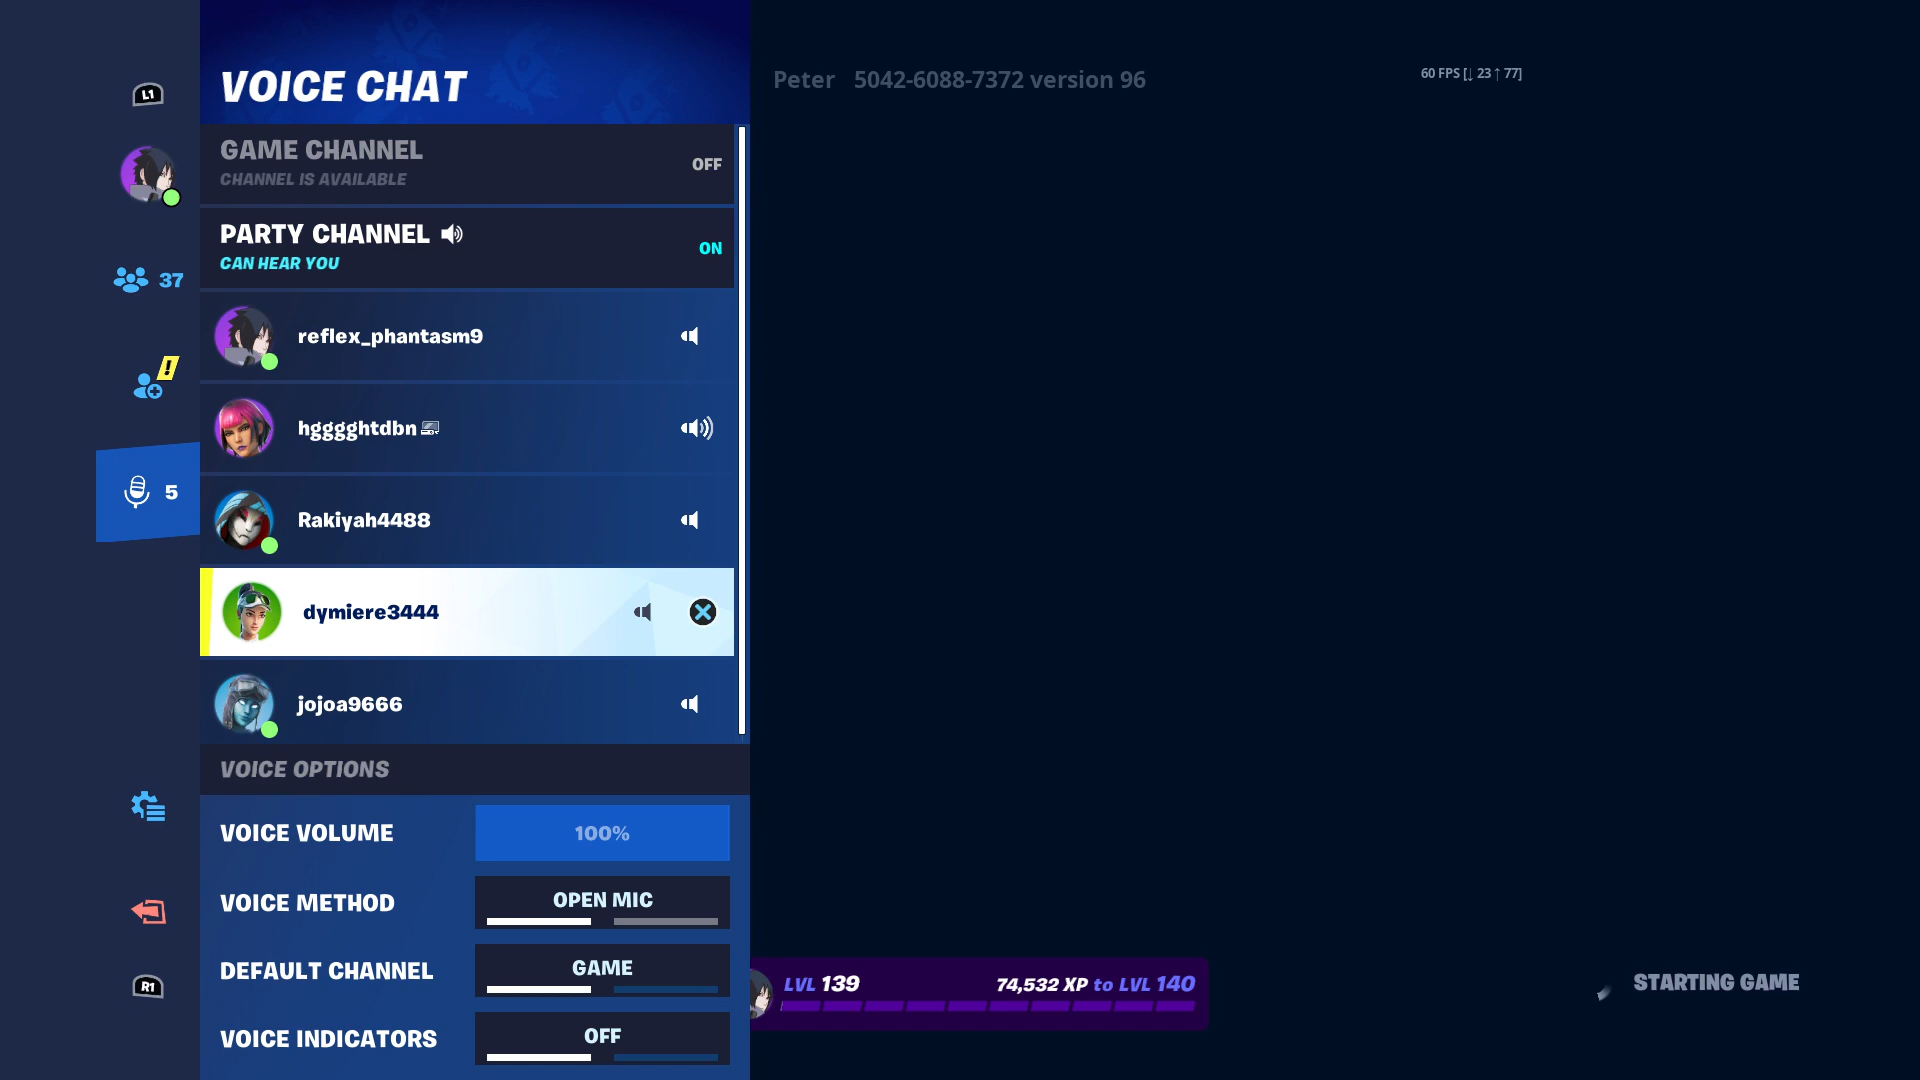 L1
37
!
5
R1
VOICE CHAT
GAME CHANNEL
CHANNEL IS AVAILABLE
OFF
PARTY CHANNEL
CAN HEAR YOU
ON
reflex_phantasm9
hgggghtdbn
Rakiyah4488
dymiere3444
jojoa9666
VOICE OPTIONS
VOICE VOLUME 100%
VOICE METHOD OPEN MIC
DEFAULT CHANNEL GAME
VOICE INDICATORS OFF
Peter 5042-6088-7372 version 96
60 FPS [↓ 23 ↑ 77]
LVL 139 74,532 XP to LVL 140
STARTING GAME